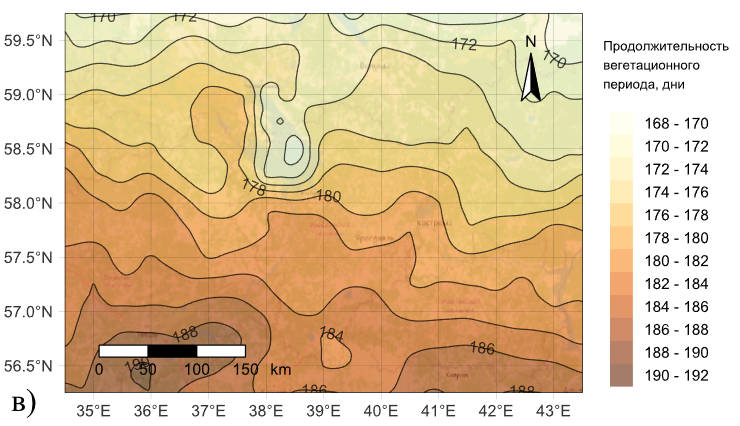 170
172
59.5°N
172
N
170
Продолжительность
вегетационного
периода, дни
59.0°N
168 - 170
170 - 172
58.5°N
172 - 174
174 - 176
178
180
58.0°N
176 - 178
178 - 180
Кострома
Ярославль
57.5°N
180 - 182
182 - 184
57.0°N
184 - 186
188
184
186
186 - 188
56.5°N
188 - 190
190 - 192
0 50 100 150 km
186
188
в)
35°E 36°E 37°E 38°E 39°E 40°E 41°E 42°E 43°E